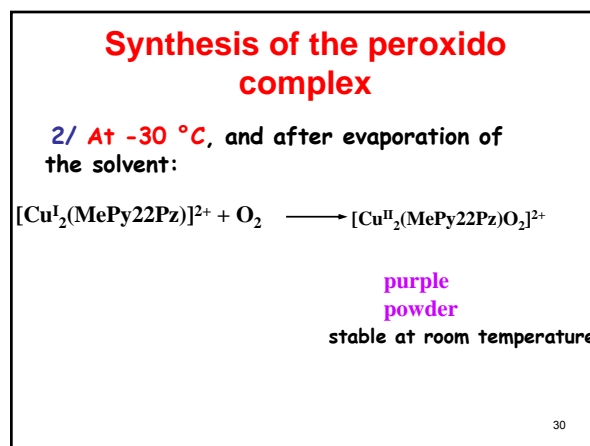 Synthesis of the peroxido
complex
2/ At -30 °C, and after evaporation of
the solvent:
[Cuᴵ₂(MePy22Pz)]²⁺ + O₂ ⟶ [Cuᴵᴵ₂(MePy22Pz)O₂]²⁺
purple
powder
stable at room temperature
30